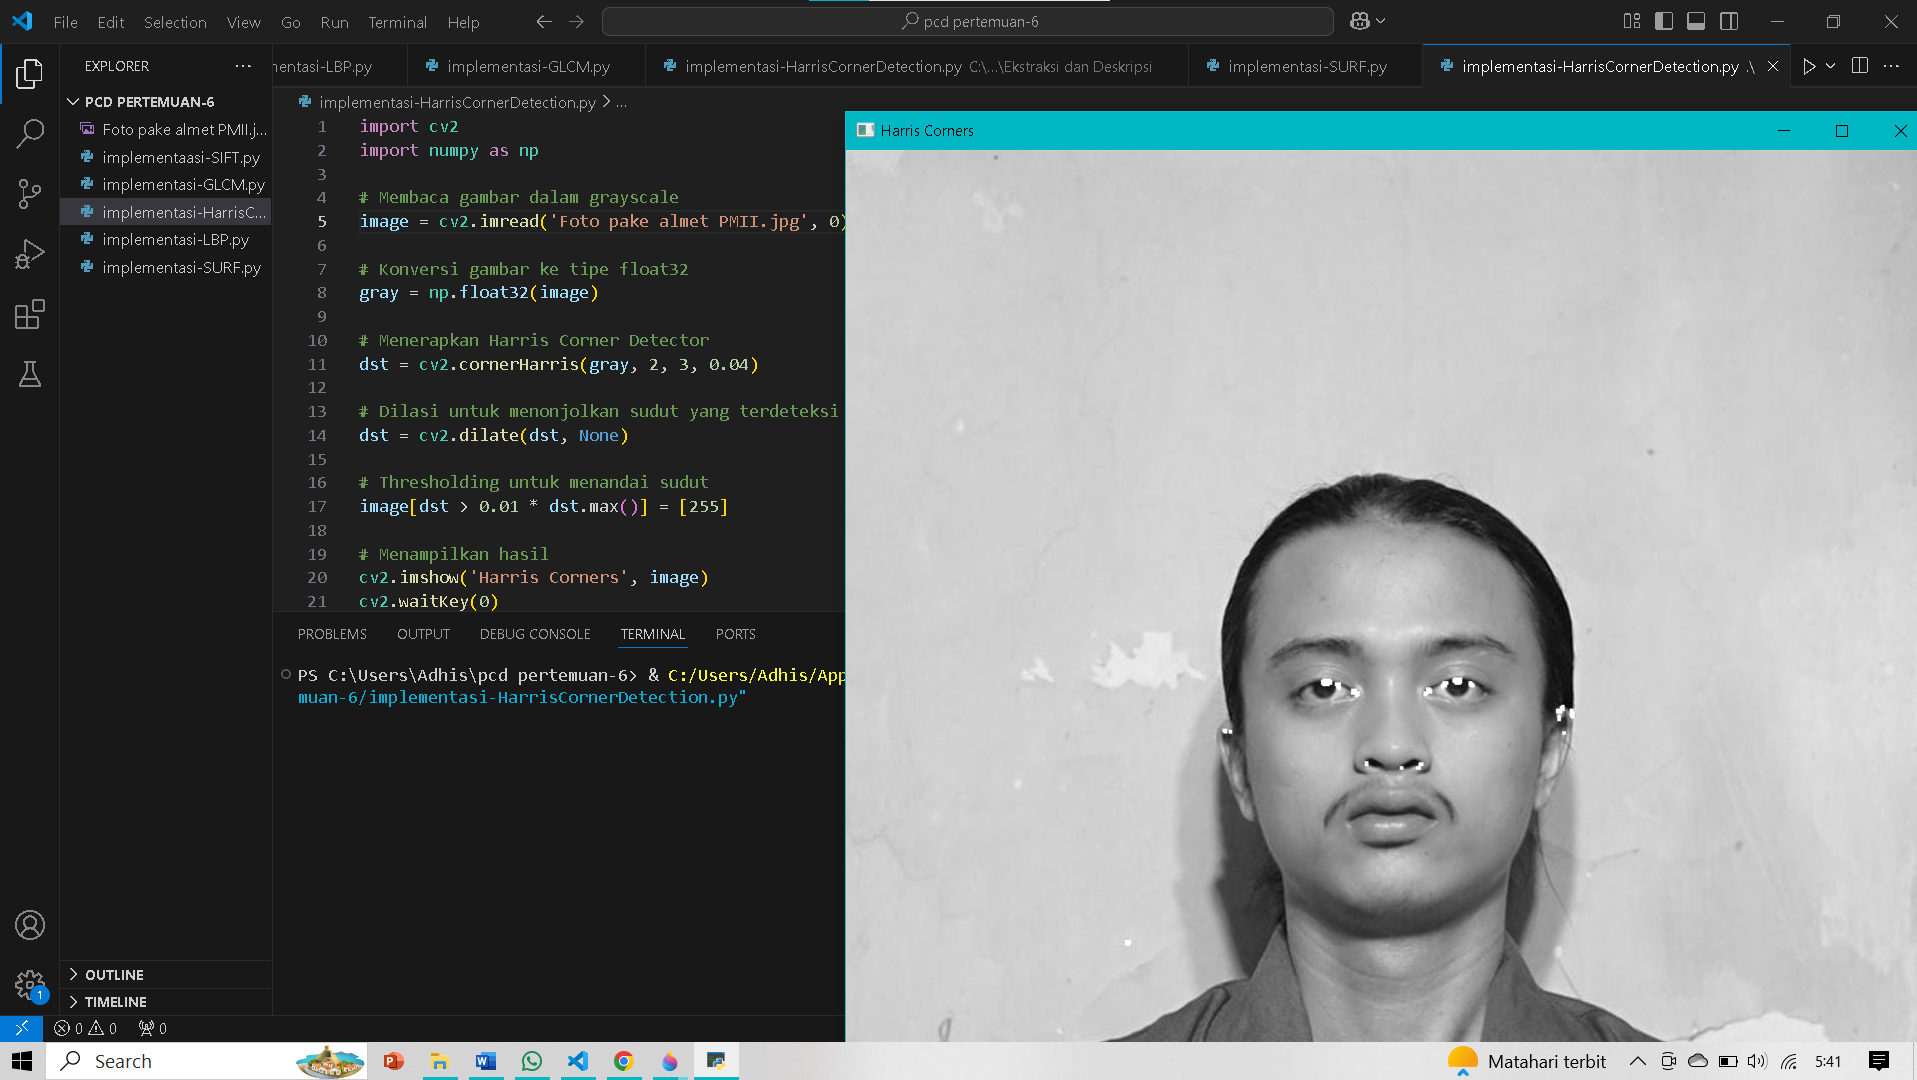 File Edit Selection View Go Run Terminal Help
pcd pertemuan-6
EXPLORER
PCD PERTEMUAN-6
Foto pake almet PMII.j...
implementaasi-SIFT.py
implementasi-GLCM.py
implementasi-HarrisC...
implementasi-LBP.py
implementasi-SURF.py
OUTLINE
TIMELINE
nentasi-LBP.py
implementasi-GLCM.py
implementasi-HarrisCornerDetection.py C:\...\Ekstraksi dan Deskripsi
implementasi-SURF.py
implementasi-HarrisCornerDetection.py .\
implementasi-HarrisCornerDetection.py > ...
1 import cv2
2 import numpy as np
3
4 # Membaca gambar dalam grayscale
5 image = cv2.imread('Foto pake almet PMII.jpg', 0)
6
7 # Konversi gambar ke tipe float32
8 gray = np.float32(image)
9
10 # Menerapkan Harris Corner Detector
11 dst = cv2.cornerHarris(gray, 2, 3, 0.04)
12
13 # Dilasi untuk menonjolkan sudut yang terdeteksi
14 dst = cv2.dilate(dst, None)
15
16 # Thresholding untuk menandai sudut
17 image[dst > 0.01 * dst.max()] = [255]
18
19 # Menampilkan hasil
20 cv2.imshow('Harris Corners', image)
21 cv2.waitKey(0)
PROBLEMS OUTPUT DEBUG CONSOLE TERMINAL PORTS
PS C:\Users\Adhis\pcd pertemuan-6> & C:/Users/Adhis/App
muan-6/implementasi-HarrisCornerDetection.py"
Harris Corners
1
0 0 0
Search
Matahari terbit
5:41